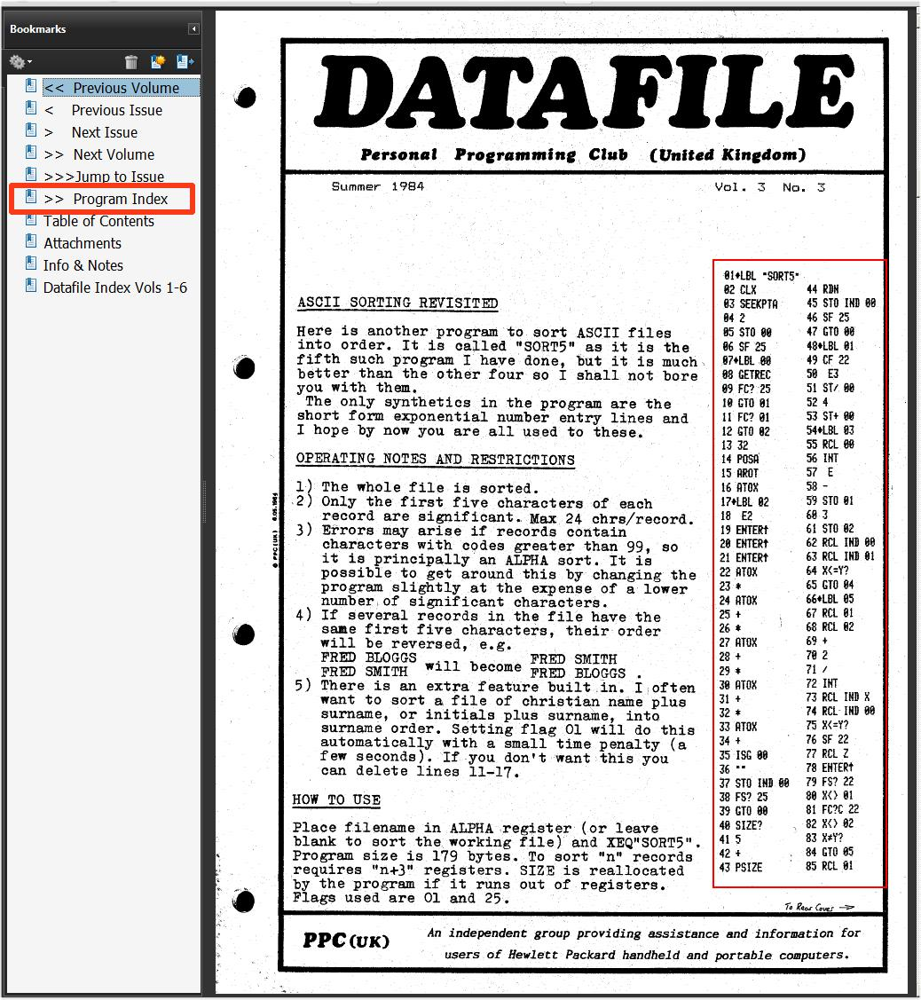 Bookmarks
<< Previous Volume
< Previous Issue
> Next Issue
>> Next Volume
>>>Jump to Issue
>> Program Index
Table of Contents
Attachments
Info & Notes
Datafile Index Vols 1-6
DATAFILE
Personal Programming Club (United Kingdom)
Summer 1984
Vol. 3 No. 3
ASCII SORTING REVISITED
Here is another program to sort ASCII files
into order. It is called "SORT5" as it is the
fifth such program I have done, but it is much
better than the other four so I shall not bore
you with them.
The only synthetics in the program are the
short form exponential number entry lines and
I hope by now you are all used to these.
OPERATING NOTES AND RESTRICTIONS
1) The whole file is sorted.
2) Only the first five characters of each
record are significant. Max 24 chrs/record.
3) Errors may arise if records contain
characters with codes greater than 99, so
it is principally an ALPHA sort. It is
possible to get around this by changing the
program slightly at the expense of a lower
number of significant characters.
4) If several records in the file have the
same first five characters, their order
will be reversed, e.g.
FRED BLOGGS will become FRED SMITH
FRED SMITH FRED BLOGGS .
5) There is an extra feature built in. I often
want to sort a file of christian name plus
surname, or initials plus surname, into
surname order. Setting flag 01 will do this
automatically with a small time penalty (a
few seconds). If you don't want this you
can delete lines 11-17.
HOW TO USE
Place filename in ALPHA register (or leave
blank to sort the working file) and XEQ"SORT5".
Program size is 179 bytes. To sort "n" records
requires "n+3" registers. SIZE is reallocated
by the program if it runs out of registers.
Flags used are 01 and 25.
© PPC(UK)
01♦LBL "SORT5"
02 CLX
03 SEEKPTA
04 2
05 STO 00
06 SF 25
07♦LBL 00
08 GETREC
09 FC? 25
10 GTO 01
11 FC? 01
12 GTO 02
13 32
14 POSA
15 AROT
16 ATOX
17♦LBL 02
18 E2
19 ENTER↑
20 ENTER↑
21 ENTER↑
22 ATOX
23 *
24 ATOX
25 +
26 *
27 ATOX
28 +
29 *
30 ATOX
31 +
32 *
33 ATOX
34 +
35 ISG 00
36 ""
37 STO IND 00
38 FS? 25
39 GTO 00
40 SIZE?
41 5
42 +
43 PSIZE
44 RDN
45 STO IND 00
46 SF 25
47 GTO 00
48♦LBL 01
49 CF 22
50 E3
51 ST/ 00
52 4
53 ST+ 00
54♦LBL 03
55 RCL 00
56 INT
57 E
58 -
59 STO 01
60 3
61 STO 02
62 RCL IND 00
63 RCL IND 01
64 X<=Y?
65 GTO 04
66♦LBL 05
67 RCL 01
68 RCL 02
69 +
70 2
71 /
72 INT
73 RCL IND X
74 RCL IND 00
75 X<=Y?
76 SF 22
77 RCL Z
78 ENTER↑
79 FS? 22
80 X<> 01
81 FC?C 22
82 X<> 02
83 X≠Y?
84 GTO 05
85 RCL 01
To Rear Cover →
PPC (UK)
An independent group providing assistance and information for
users of Hewlett Packard handheld and portable computers.